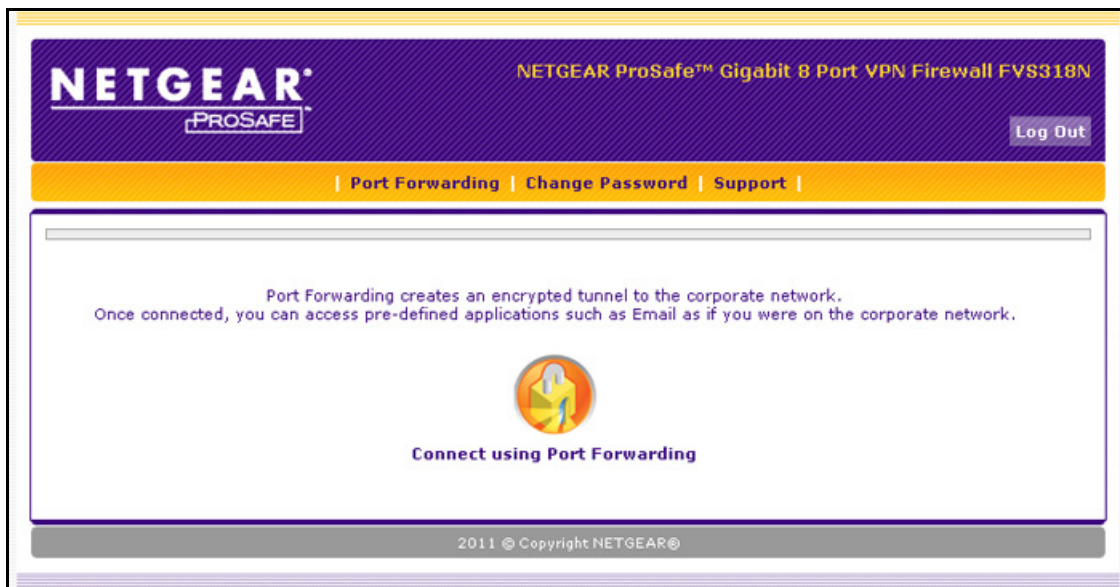 NETGEAR®
PROSAFE™
NETGEAR ProSafe™ Gigabit 8 Port VPN Firewall FVS318N
Log Out
| Port Forwarding | Change Password | Support |
Port Forwarding creates an encrypted tunnel to the corporate network.
Once connected, you can access pre-defined applications such as Email as if you were on the corporate network.
Connect using Port Forwarding
2011 © Copyright NETGEAR®